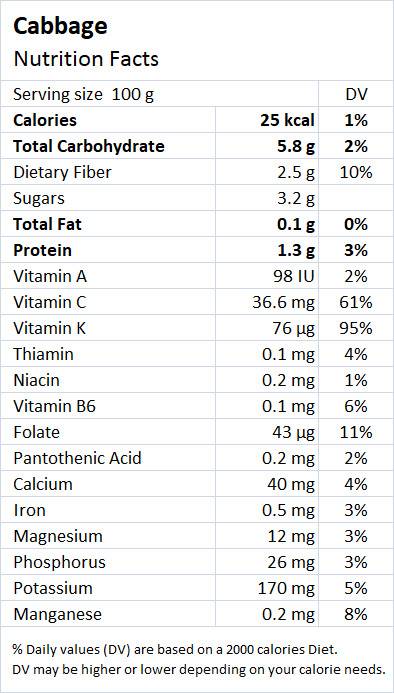 Cabbage
Nutrition Facts
Serving size 100 g DV
Calories 25 kcal 1%
Total Carbohydrate 5.8 g 2%
Dietary Fiber 2.5 g 10%
Sugars 3.2 g
Total Fat 0.1 g 0%
Protein 1.3 g 3%
Vitamin A 98 IU 2%
Vitamin C 36.6 mg 61%
Vitamin K 76 µg 95%
Thiamin 0.1 mg 4%
Niacin 0.2 mg 1%
Vitamin B6 0.1 mg 6%
Folate 43 µg 11%
Pantothenic Acid 0.2 mg 2%
Calcium 40 mg 4%
Iron 0.5 mg 3%
Magnesium 12 mg 3%
Phosphorus 26 mg 3%
Potassium 170 mg 5%
Manganese 0.2 mg 8%
% Daily values (DV) are based on a 2000 calories Diet.
DV may be higher or lower depending on your calorie needs.